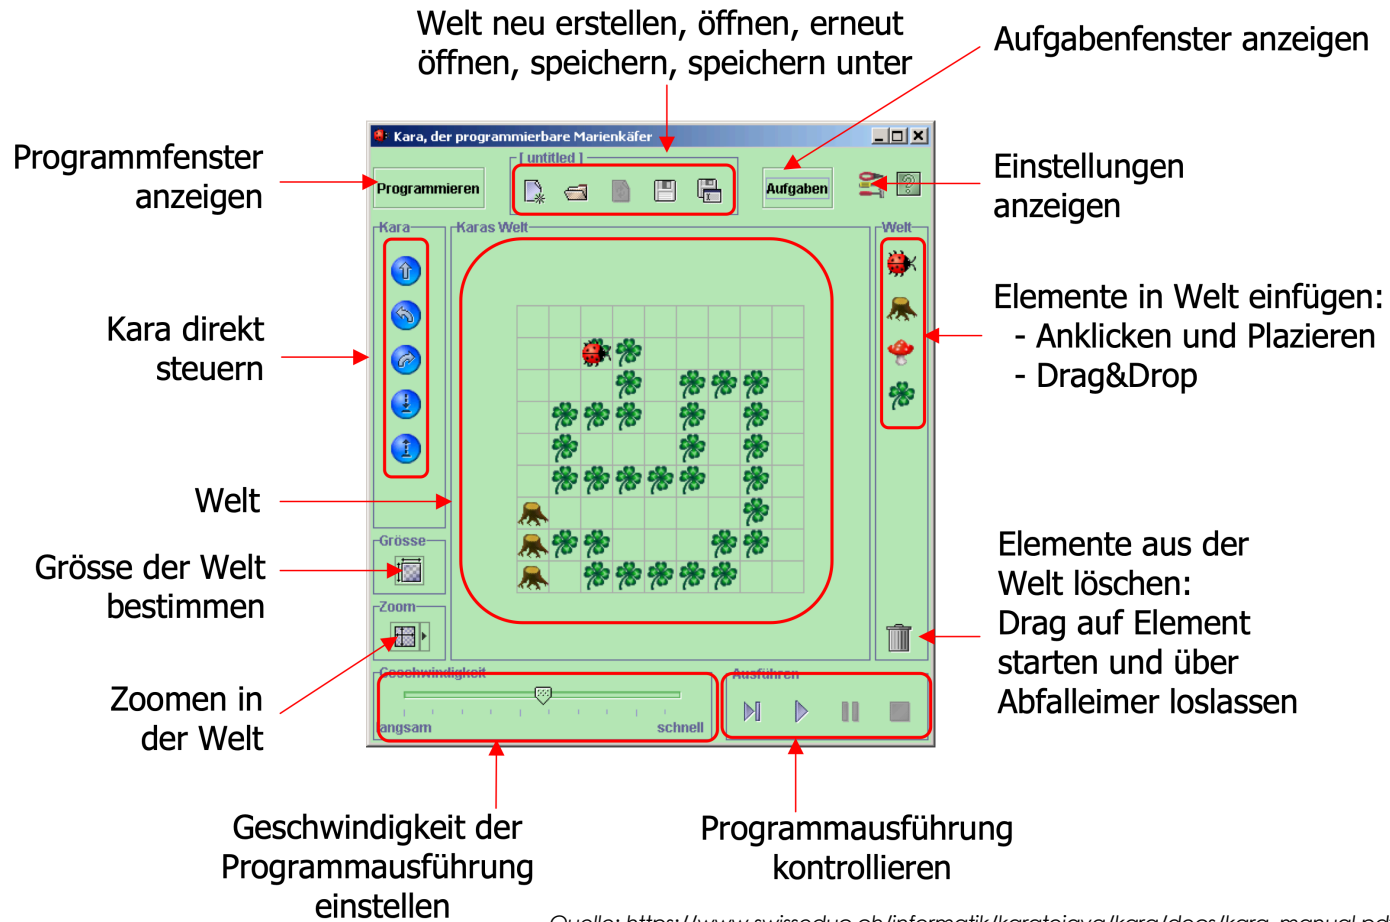 Welt neu erstellen, öffnen, erneut
öffnen, speichern, speichern unter
Aufgabenfenster anzeigen
Programmfenster
anzeigen
Kara, der programmierbare Marienkäfer
[ untitled ]
Programmieren
Aufgaben
Einstellungen
anzeigen
Kara
Karas Welt
Welt
Kara direkt
steuern
Elemente in Welt einfügen:
- Anklicken und Plazieren
- Drag&Drop
Welt
Grösse
Grösse der Welt
bestimmen
Zoom
Zoomen in
der Welt
Elemente aus der
Welt löschen:
Drag auf Element
starten und über
Abfalleimer loslassen
Geschwindigkeit
langsam
schnell
Ausführen
Geschwindigkeit der
Programmausführung
einstellen
Programmausführung
kontrollieren